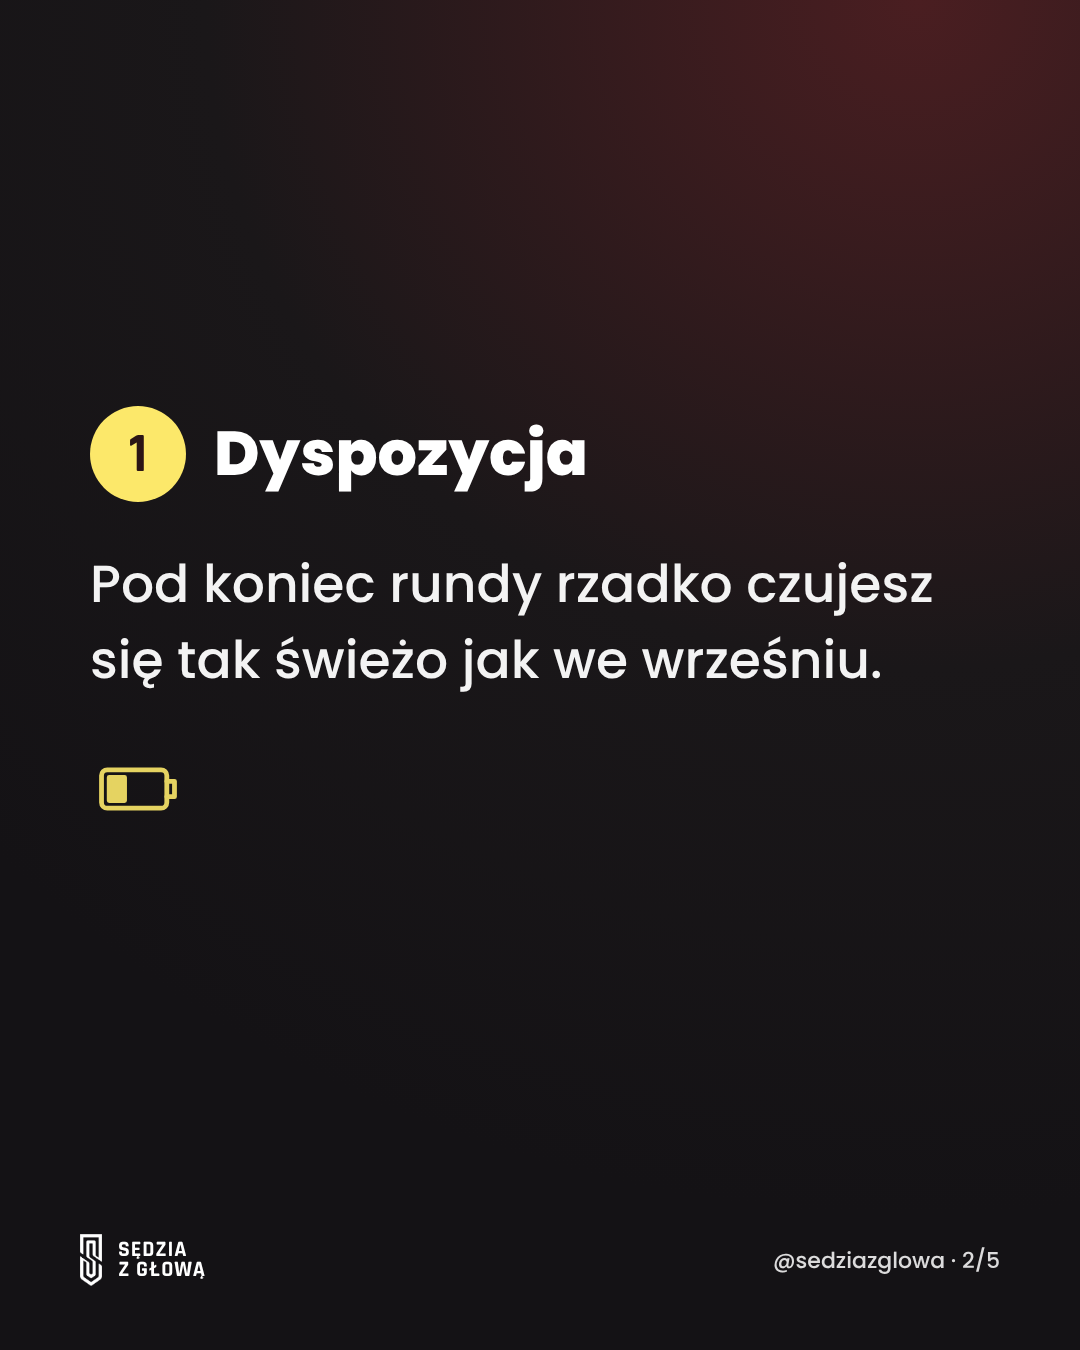 1 Dyspozycja
Pod koniec rundy rzadko czujesz
się tak świeżo jak we wrześniu.
SĘDZIA
Z GŁOWĄ
@sedziazglowa · 2/5